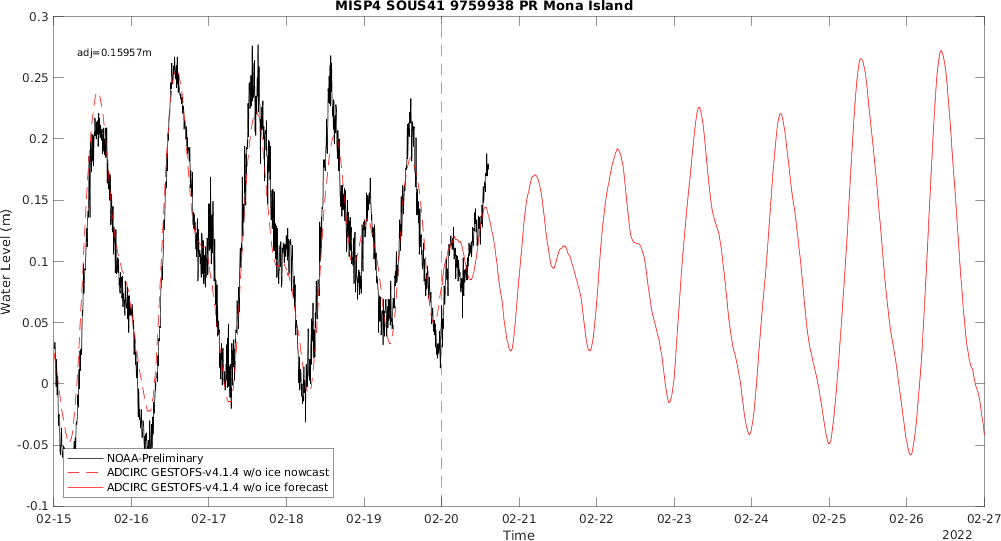 MISP4 SOUS41 9759938 PR Mona Island
adj=0.15957m
0.3
0.25
0.2
0.15
0.1
0.05
0
-0.05
-0.1
Water Level (m)
NOAA-Preliminary
ADCIRC GESTOFS-v4.1.4 w/o ice nowcast
ADCIRC GESTOFS-v4.1.4 w/o ice forecast
02-15 02-16 02-17 02-18 02-19 02-20 02-21 02-22 02-23 02-24 02-25 02-26 02-27
Time
2022